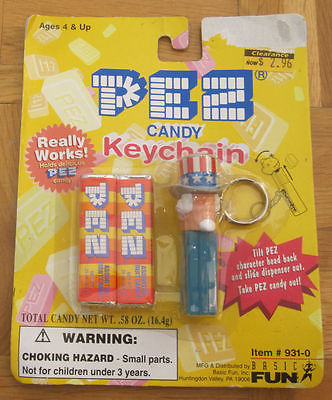 Ages 4 & Up
Clearance
NOW $ 2.96
PEZ®
CANDY
Keychain
Really
Works!
Holds delicious
PEZ
candy
PEZ
PEZ
Tilt PEZ
character head back
and slide dispenser out.
Take PEZ candy out!
TOTAL CANDY NET WT. .58 OZ. (16.4g)
WARNING:
CHOKING HAZARD - Small parts.
Not for children under 3 years.
MFG & Distributed by
Basic Fun, Inc.
Huntingdon Valley, PA 19006
Item # 931-0
BASIC
FUN